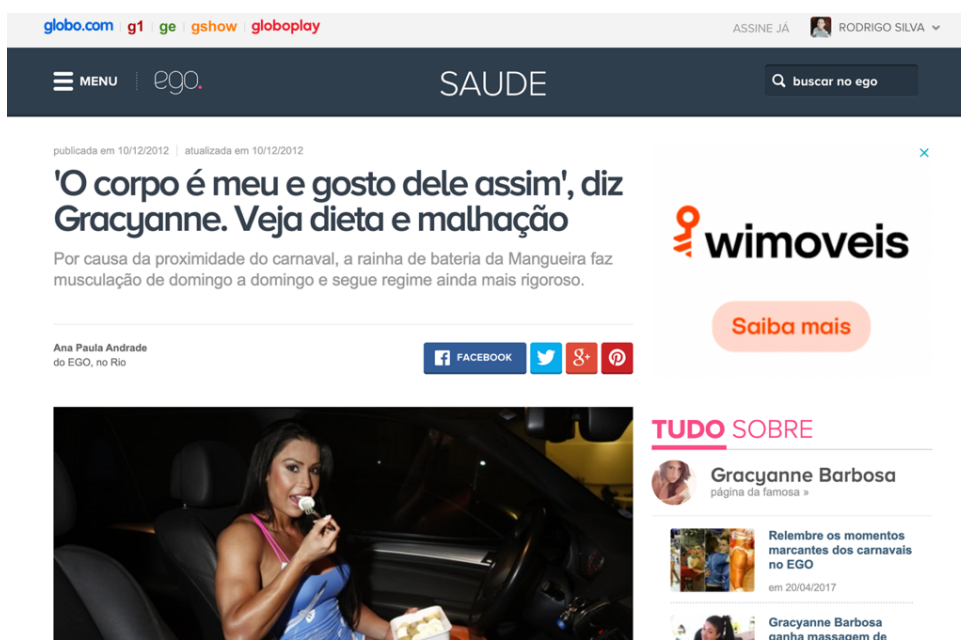 globo.com g1 ge gshow globoplay
ASSINE JÁ RODRIGO SILVA
MENU ego. SAUDE buscar no ego
publicada em 10/12/2012 atualizada em 10/12/2012
'O corpo é meu e gosto dele assim', diz
Gracyanne. Veja dieta e malhação
Por causa da proximidade do carnaval, a rainha de bateria da Mangueira faz
musculação de domingo a domingo e segue regime ainda mais rigoroso.
Ana Paula Andrade
do EGO, no Rio
FACEBOOK
wimoveis
Saiba mais
TUDO SOBRE
Gracyanne Barbosa
página da famosa »
Relembre os momentos
marcantes dos carnavais
no EGO
em 20/04/2017
Gracyanne Barbosa
ganha massagem de